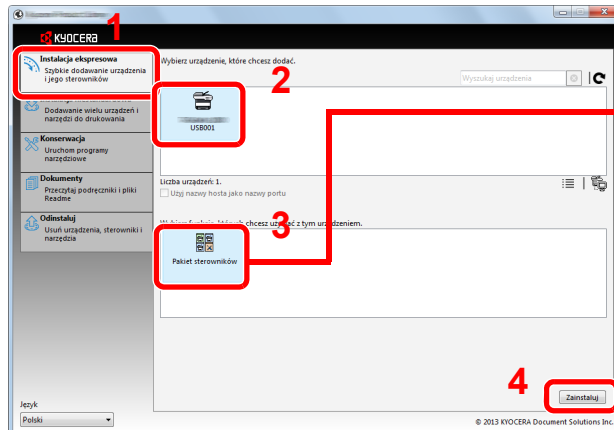 KYOCERA
1
Instalacja ekspresowa
Szybkie dodawanie urządzenia
i jego sterowników
Dodawanie wielu urządzeń i
narzędzi do drukowania
Konserwacja
Uruchom programy
narzędziowe
Dokumenty
Przeczytaj podręczniki i pliki
Readme
Odinstaluj
Usuń urządzenia, sterowniki i
narzędzia
Język
Polski
Wybierz urządzenie, które chcesz dodać.
2
Wyszukaj urządzenia
USB001
Liczba urządzeń: 1.
Użyj nazwy hosta jako nazwy portu
chcesz z tym urządzeniem.
3
Pakiet sterowników
4
Zainstaluj
© 2013 KYOCERA Document Solutions Inc.